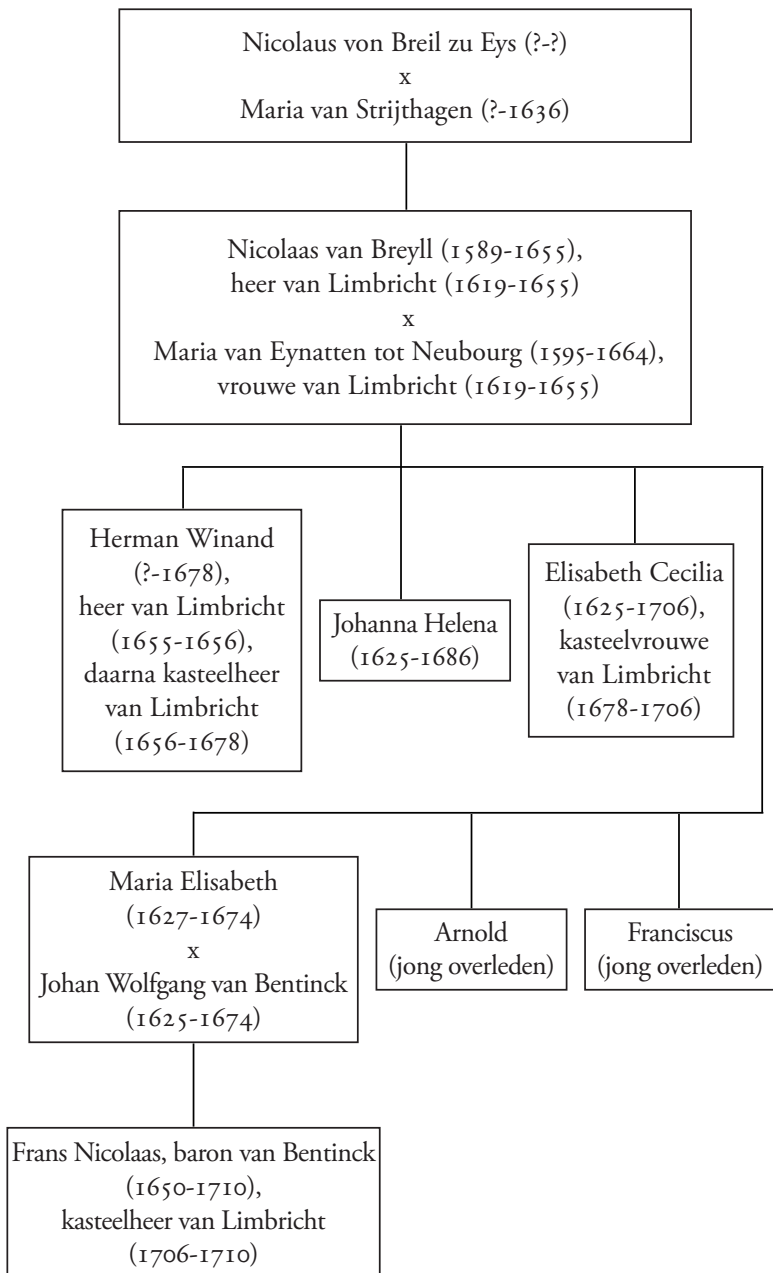 Nicolaus von Breil zu Eys (?-?)
x
Maria van Strijthagen (?-1636)
Nicolaas van Breyll (1589-1655),
heer van Limbricht (1619-1655)
x
Maria van Eynatten tot Neubourg (1595-1664),
vrouwe van Limbricht (1619-1655)
Herman Winand
(?-1678),
heer van Limbricht
(1655-1656),
daarna kasteelheer
van Limbricht
(1656-1678)
Johanna Helena
(1625-1686)
Elisabeth Cecilia
(1625-1706),
kasteelvrouwe
van Limbricht
(1678-1706)
Maria Elisabeth
(1627-1674)
x
Johan Wolfgang van Bentinck
(1625-1674)
Arnold
(jong overleden)
Franciscus
(jong overleden)
Frans Nicolaas, baron van Bentinck
(1650-1710),
kasteelheer van Limbricht
(1706-1710)